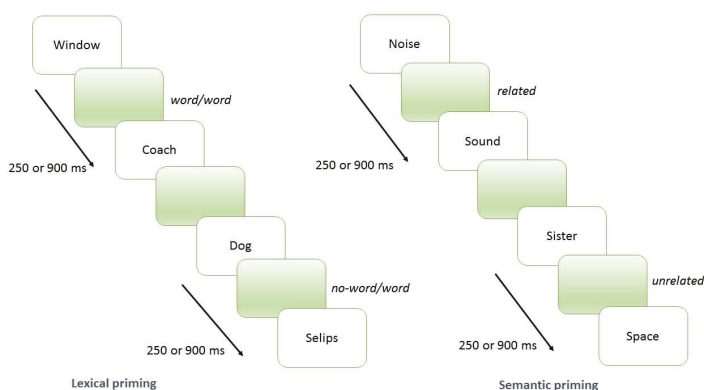 Window
word/word
Coach
250 or 900 ms
Dog
no-word/word
Selips
250 or 900 ms
Lexical priming
Noise
related
Sound
250 or 900 ms
Sister
unrelated
Space
250 or 900 ms
Semantic priming